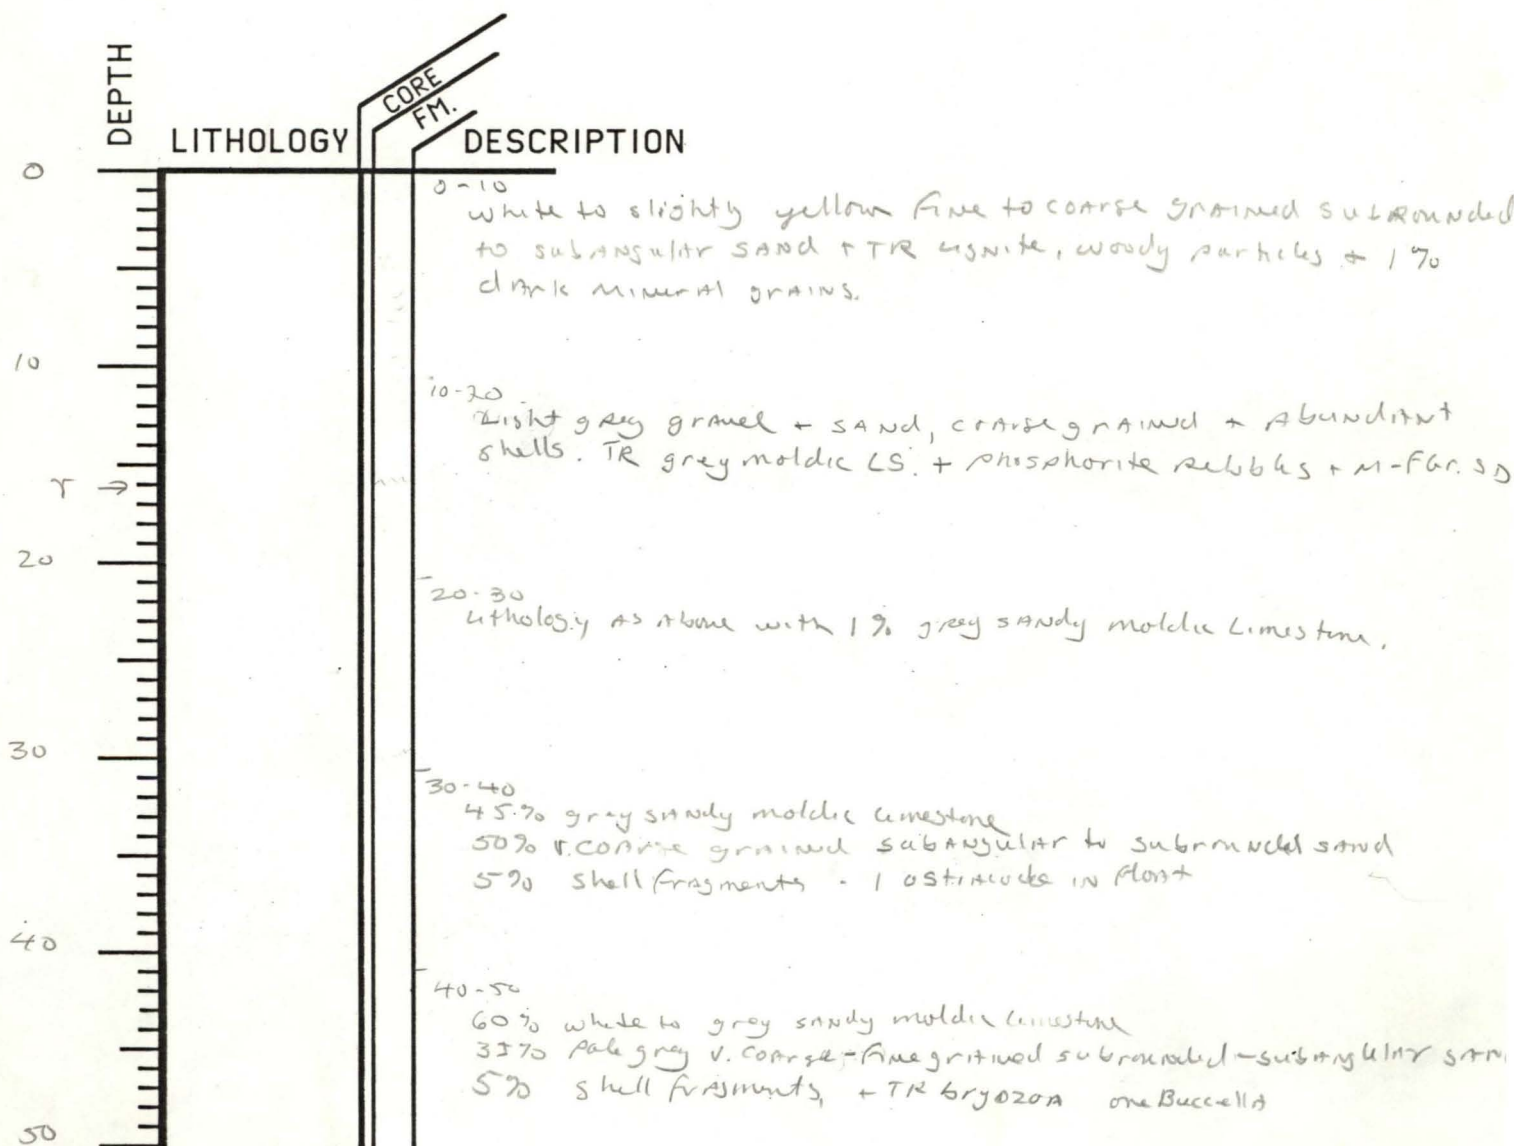 DEPTH
LITHOLOGY
CORE
FM.
DESCRIPTION
0
0-10
white to slightly yellow fine to coarse grained subrounded
to subangular SAND + TR lignite, woody particles + 1%
dark mineral grains.
10
10-20
Light grey gravel + SAND, coarse grained + Abundant
shells. TR grey moldic LS. + phosphorite pebbles + M-FGr. SD
→
20
20-30
Lithology as above with 1% grey sandy moldic Limestone.
30
30-40
45% gray sandy moldic limestone
50% v. coarse grained subangular to subrounded sand
5% shell fragments - 1 ostracode in float
40
40-50
60% white to grey sandy moldic limestone
35% pale grey v. coarse-fine grained subrounded-subangular san
5% shell fragments, + TR bryozoa one Buccella
50